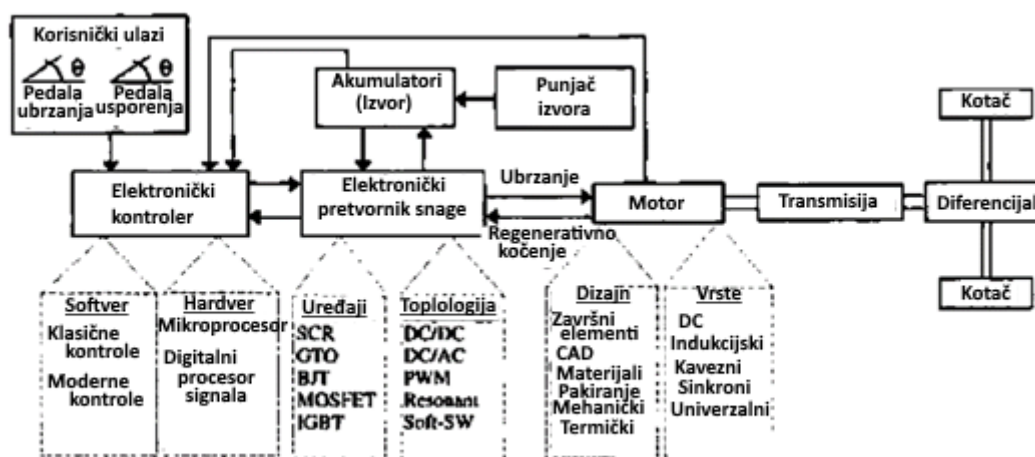 Korisnički ulazi
θ θ
Pedala ubrzanja
Pedala usporenja
Akumulatori
(Izvor)
Punjač
izvora
Kotač
Elektronički
kontroler
Elektronički
pretvornik snage
Ubrzanje
Regenerativno
kočenje
Motor
Transmisija
Diferencijal
Kotač
Softver
Klasične
kontrole
Moderne
kontrole
Hardver
Mikroprocesor
Digitalni
procesor
signala
Uređaji
SCR
GTO
BJT
MOSFET
IGBT
Toplologija
DC/DC
DC/AC
PWM
Resonant
Soft-SW
Dizajn
Završni
elementi
CAD
Materijali
Pakiranje
Mehanički
Termički
Vrste
DC
Indukcijski
Kavezni
Sinkroni
Univerzalni